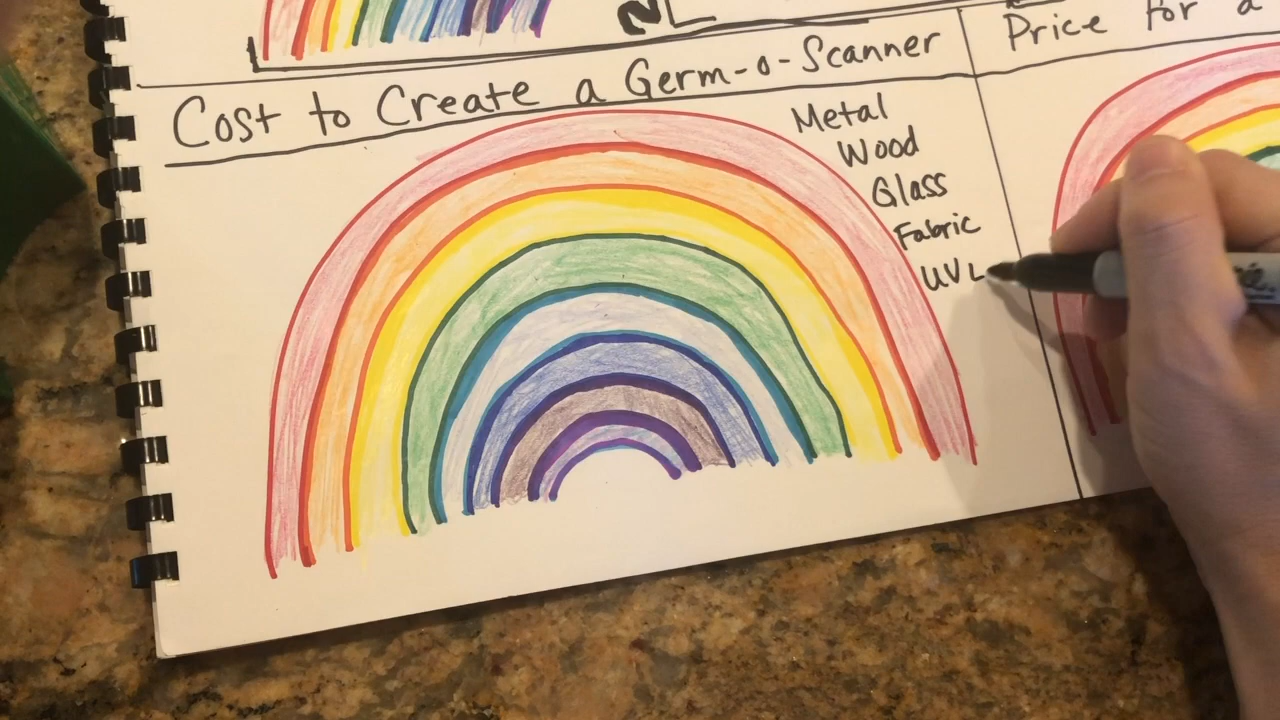 Cost to Create a Germ-o-Scanner
Price for a
Metal
Wood
Glass
Fabric
UVL